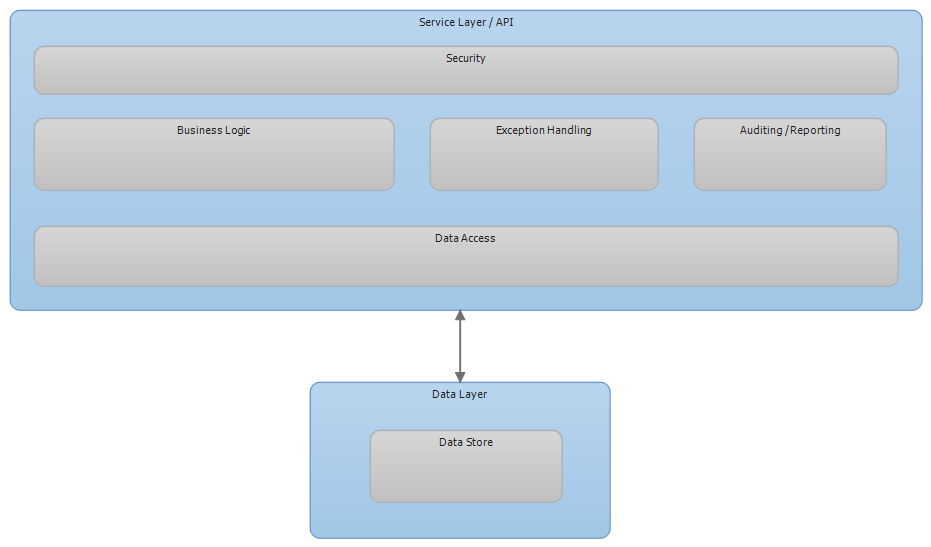 Service Layer / API
Security
Business Logic
Exception Handling
Auditing /Reporting
Data Access
Data Layer
Data Store